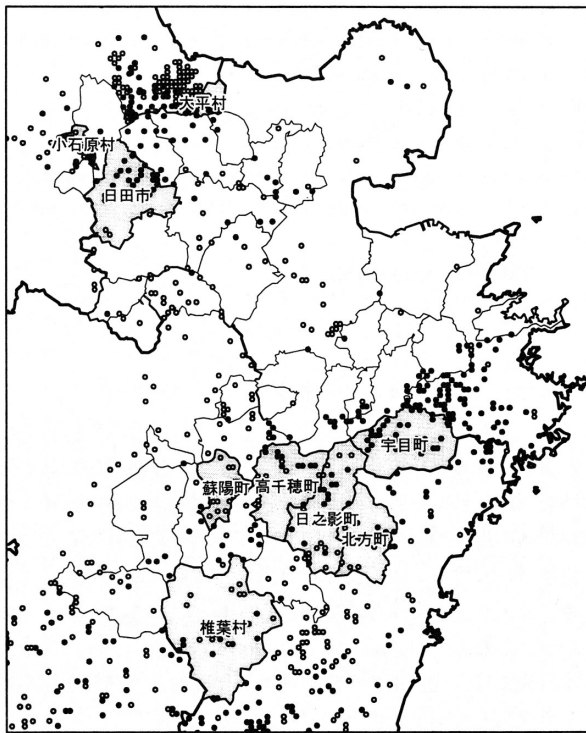 大平村
小石原村
日田市
宇目町
蘇陽町
高千穂町
日之影町
北方町
椎葉村